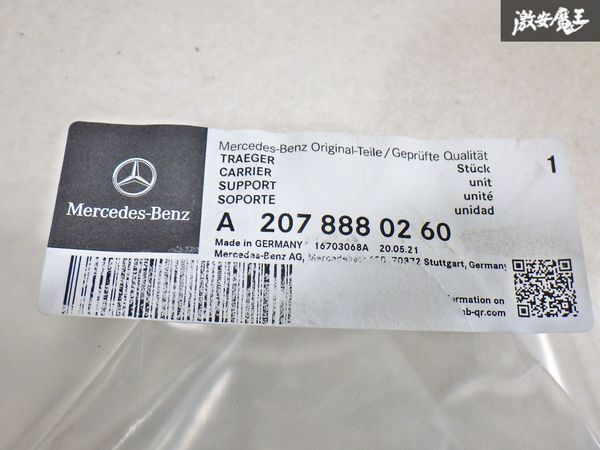 激安魔王
Mercedes-Benz Original-Teile/Geprüfte Qualität
TRAEGER
CARRIER
SUPPORT
SOPORTE
Stück
unit
unité
unidad
1
Mercedes-Benz
A 207 888 02 60
Made in GERMANY 16703068A 20.05.21
Mercedes-Benz AG, 70372 Stuttgart, Germany
ormation on
nb-qr.com